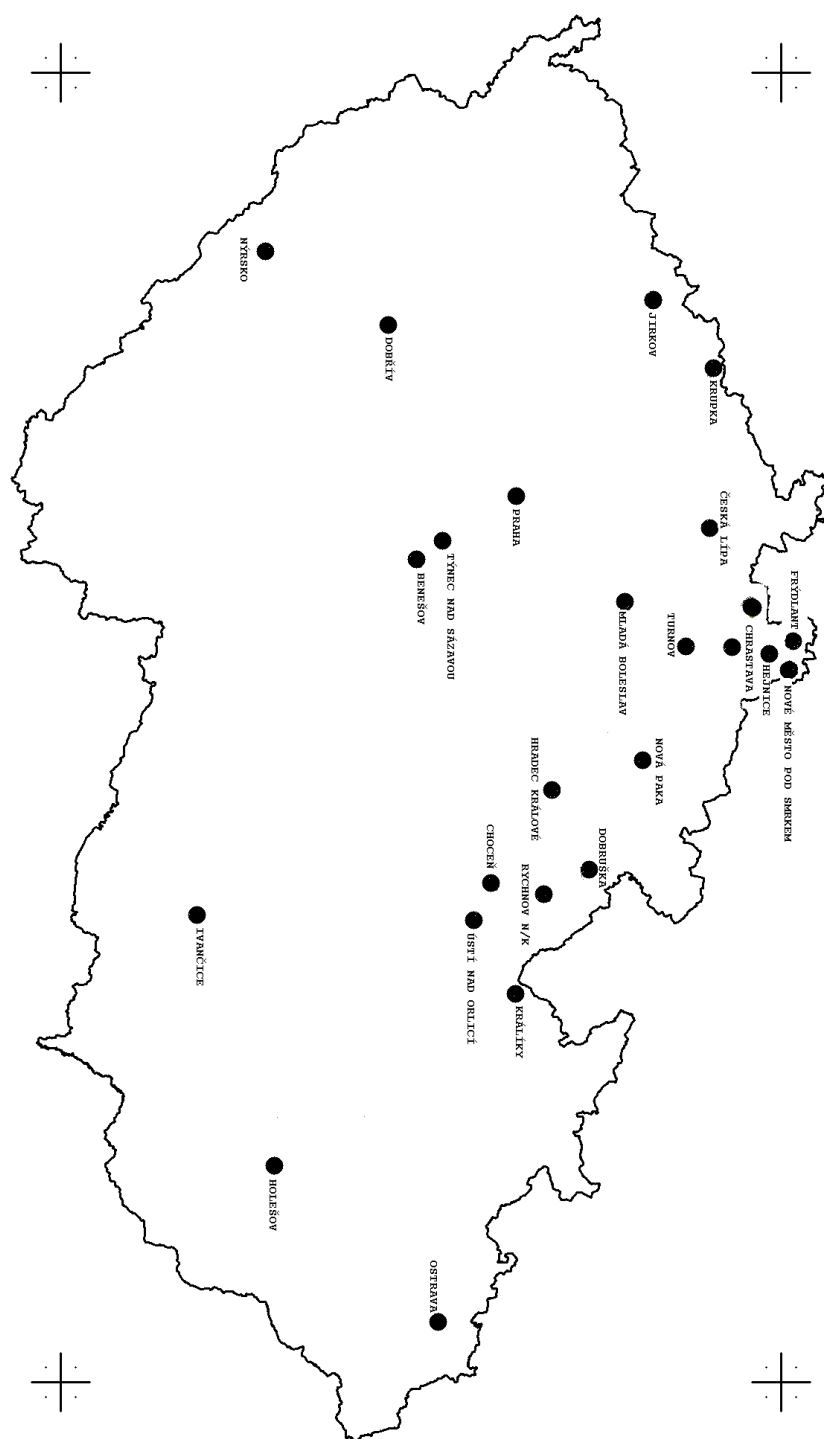 FRÝDLANT
NOVÉ MĚSTO POD SMRKEM
HEJNICE
CHRASTAVA
KRUPKA
ČESKÁ LÍPA
TURNOV
JIRKOV
NOVÁ PAKA
MLADÁ BOLESLAV
DOBRUŠKA
HRADEC KRÁLOVÉ
RYCHNOV N/K
PRAHA
KRÁLÍKY
CHOCEŇ
ÚSTÍ NAD ORLICÍ
TÝNEC NAD SÁZAVOU
OSTRAVA
BENEŠOV
DOBŘÍV
HOLEŠOV
NÝRSKO
IVANČICE